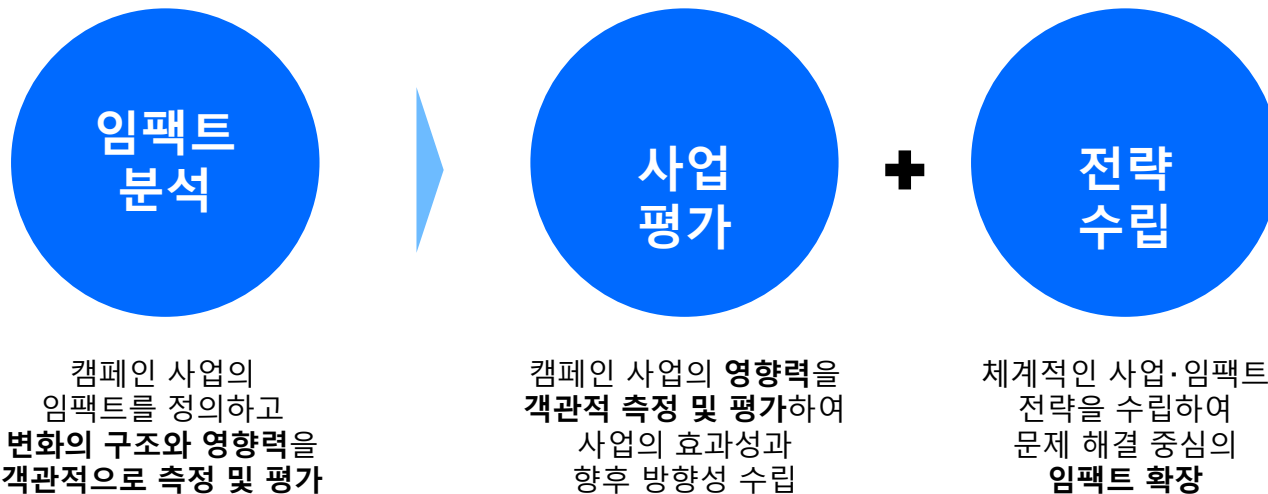 임팩트
분석
캠페인 사업의
임팩트를 정의하고
변화의 구조와 영향력을
객관적으로 측정 및 평가
사업
평가
캠페인 사업의 영향력을
객관적 측정 및 평가하여
사업의 효과성과
향후 방향성 수립
전략
수립
체계적인 사업·임팩트
전략을 수립하여
문제 해결 중심의
임팩트 확장